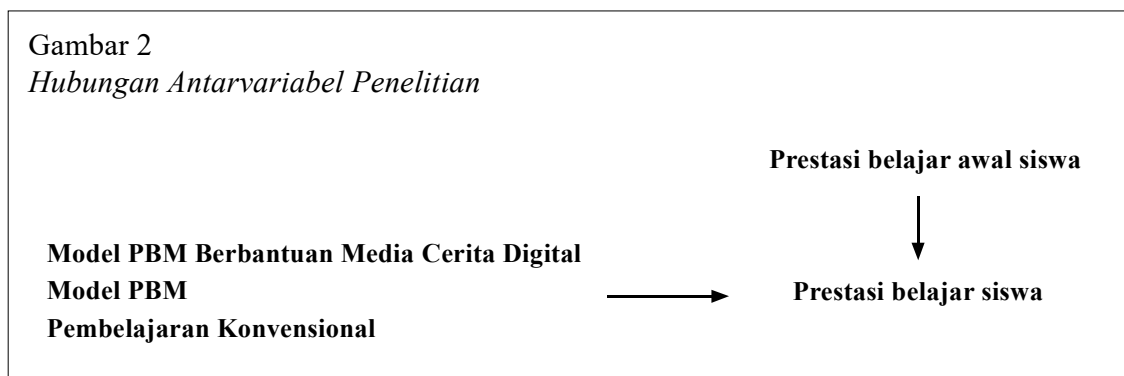 Gambar 2
Hubungan Antarvariabel Penelitian
Prestasi belajar awal siswa
Model PBM Berbantuan Media Cerita Digital
Model PBM
Prestasi belajar siswa
Pembelajaran Konvensional